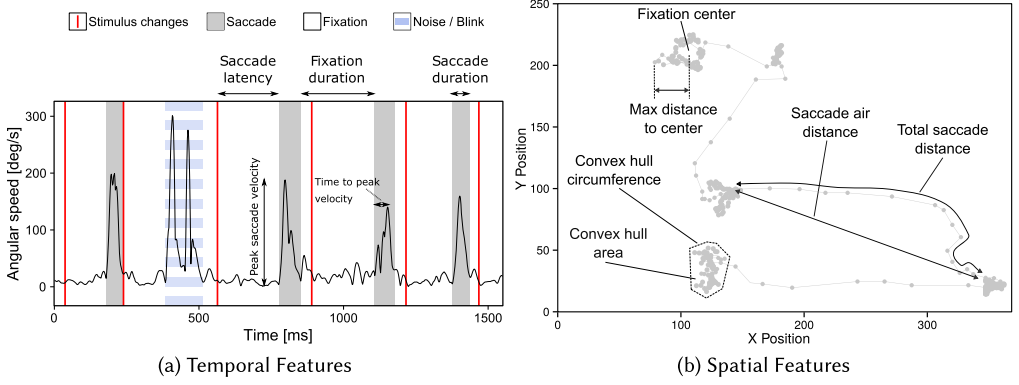 Stimulus changes
Saccade
Fixation
Noise / Blink
Saccade
latency
Fixation
duration
Saccade
duration
Angular speed [deg/s]
300
200
100
0
Peak saccade velocity
Time to peak
velocity
0
500
1000
1500
Time [ms]
(a) Temporal Features
250
200
150
100
50
0
Y Position
Fixation center
Max distance
to center
Saccade air
distance
Total saccade
distance
Convex hull
circumference
Convex hull
area
0
100
200
300
X Position
(b) Spatial Features